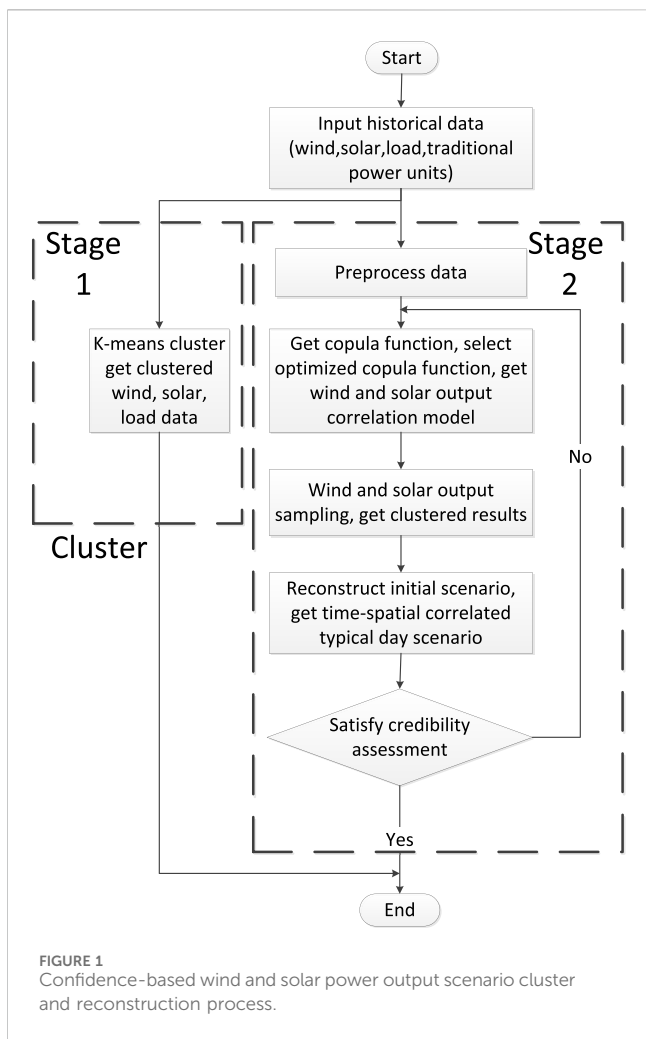 Start
Input historical data
(wind,solar,load,traditional
power units)
Stage
1
Stage
2
Preprocess data
K-means cluster
get clustered
wind, solar,
load data
Get copula function, select
optimized copula function, get
wind and solar output
correlation model
No
Wind and solar output
sampling, get clustered results
Cluster
Reconstruct initial scenario,
get time-spatial correlated
typical day scenario
Satisfy credibility
assessment
Yes
End
FIGURE 1
Confidence-based wind and solar power output scenario cluster
and reconstruction process.